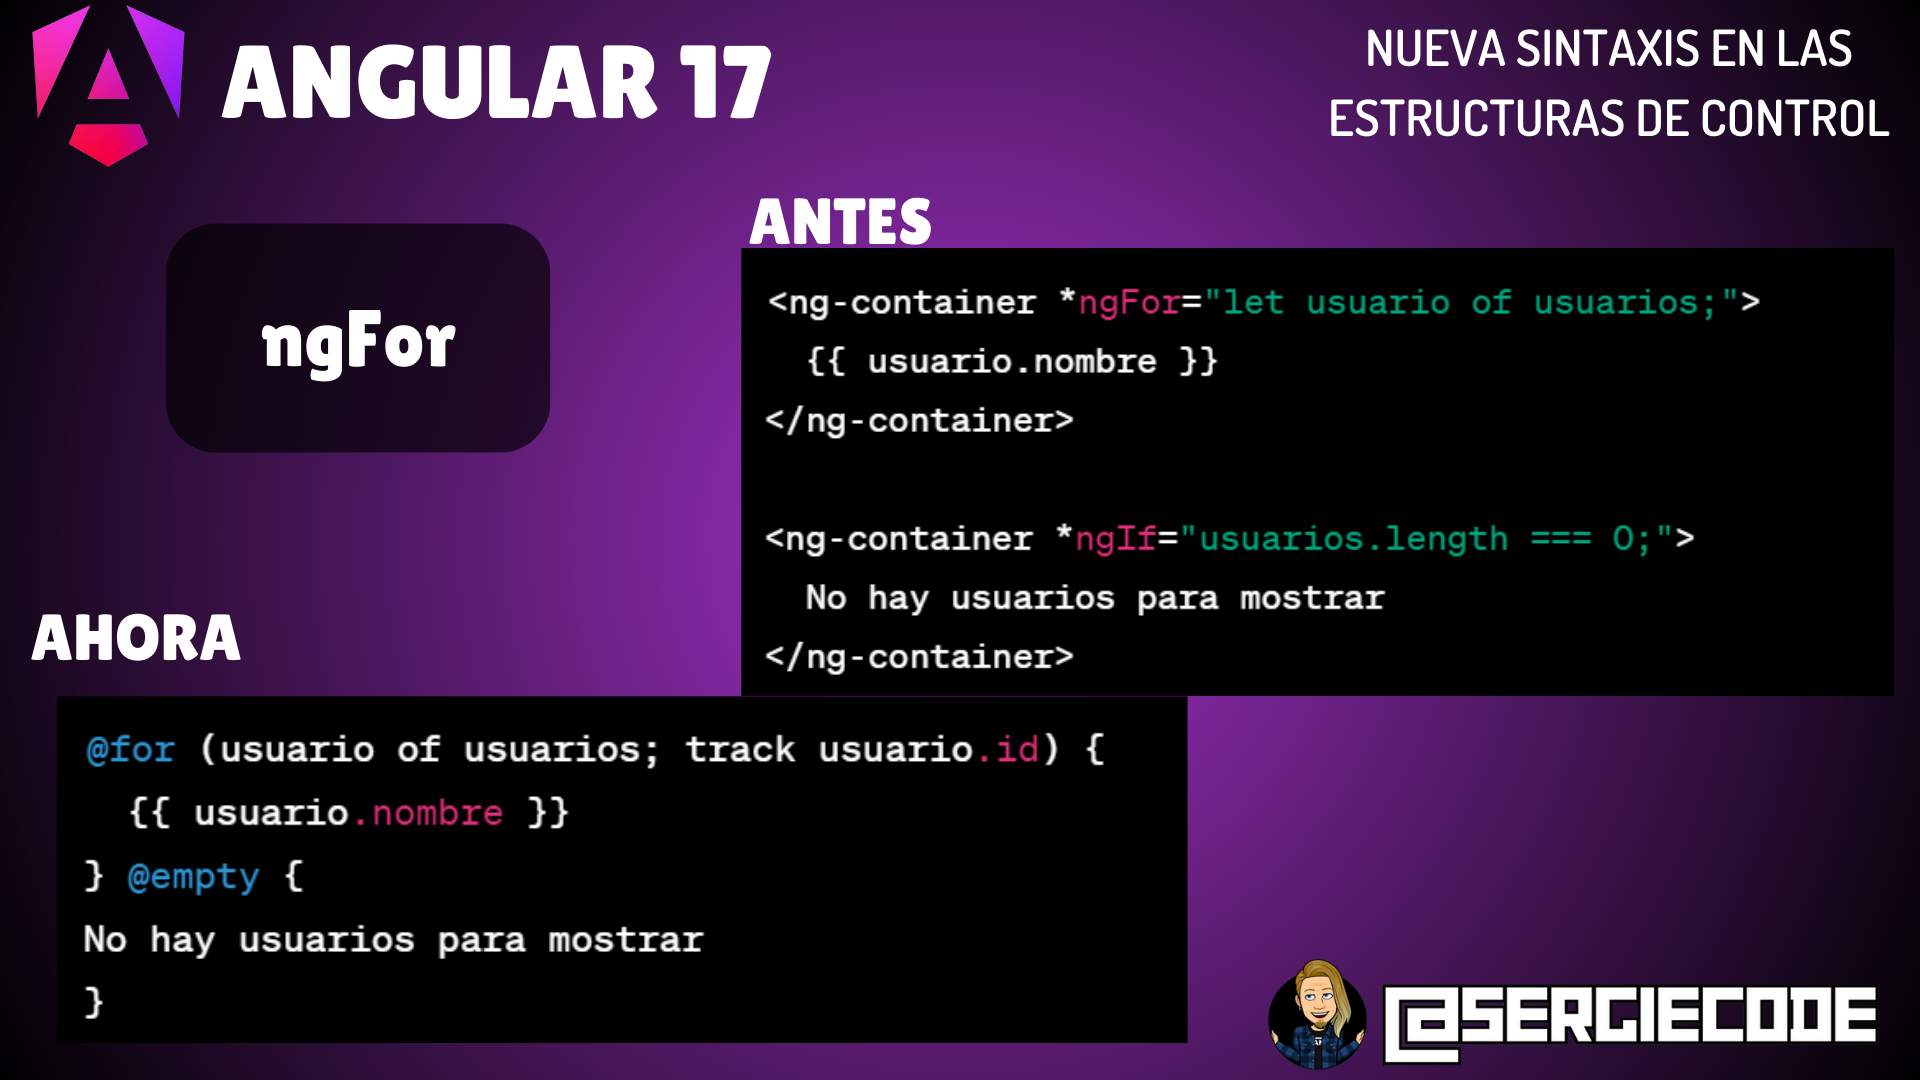 ANGULAR 17
NUEVA SINTAXIS EN LAS
ESTRUCTURAS DE CONTROL
ngFor
ANTES
<ng-container *ngFor="let usuario of usuarios;">
  {{ usuario.nombre }}
</ng-container>
<ng-container *ngIf="usuarios.length === 0;">
  No hay usuarios para mostrar
</ng-container>
AHORA
@for (usuario of usuarios; track usuario.id) {
  {{ usuario.nombre }}
} @empty {
No hay usuarios para mostrar
}
@SERGIECODE